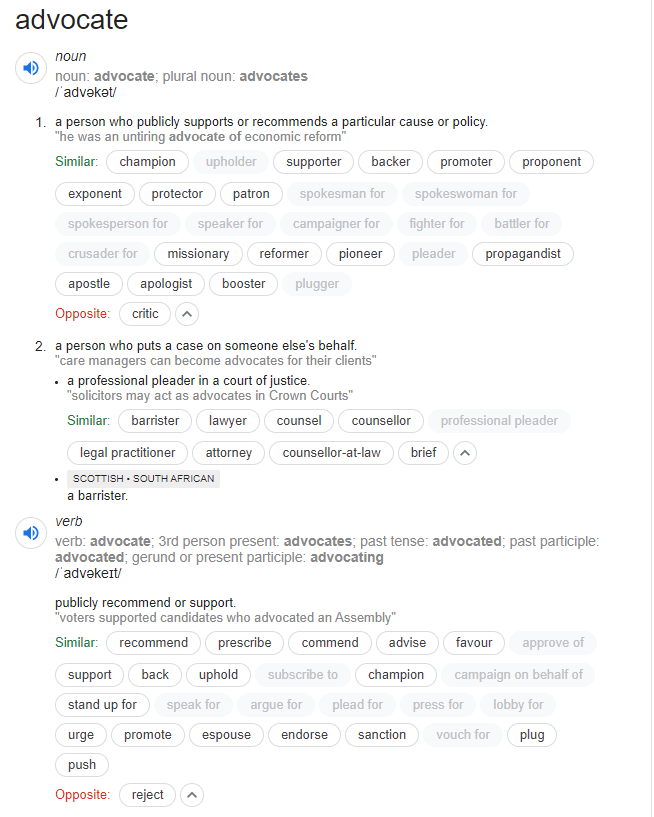 advocate
noun
noun: advocate; plural noun: advocates
/ˈadvəkət/
1. a person who publicly supports or recommends a particular cause or policy.
"he was an untiring advocate of economic reform"
Similar: champion upholder supporter backer promoter proponent
exponent protector patron spokesman for spokeswoman for
spokesperson for speaker for campaigner for fighter for battler for
crusader for missionary reformer pioneer pleader propagandist
apostle apologist booster plugger
Opposite: critic
2. a person who puts a case on someone else's behalf.
"care managers can become advocates for their clients"
• a professional pleader in a court of justice.
"solicitors may act as advocates in Crown Courts"
Similar: barrister lawyer counsel counsellor professional pleader
legal practitioner attorney counsellor-at-law brief
• SCOTTISH • SOUTH AFRICAN
a barrister.
verb
verb: advocate; 3rd person present: advocates; past tense: advocated; past participle:
advocated; gerund or present participle: advocating
/ˈadvəkeɪt/
publicly recommend or support.
"voters supported candidates who advocated an Assembly"
Similar: recommend prescribe commend advise favour approve of
support back uphold subscribe to champion campaign on behalf of
stand up for speak for argue for plead for press for lobby for
urge promote espouse endorse sanction vouch for plug
push
Opposite: reject